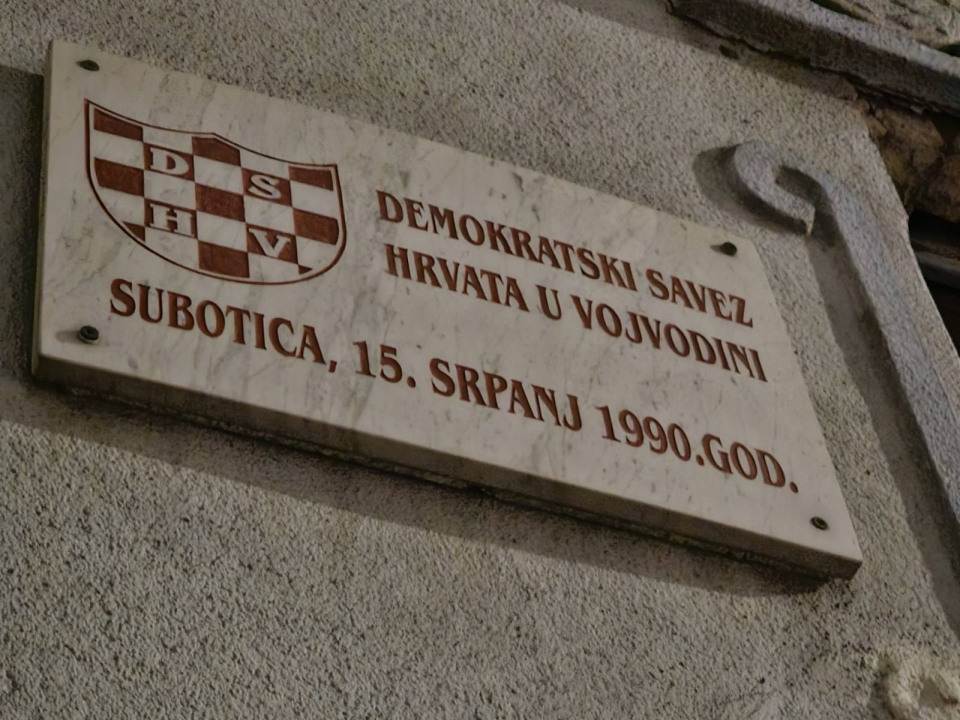 D S
H V
DEMOKRATSKI SAVEZ
HRVATA U VOJVODINI
SUBOTICA, 15. SRPANJ 1990.GOD.